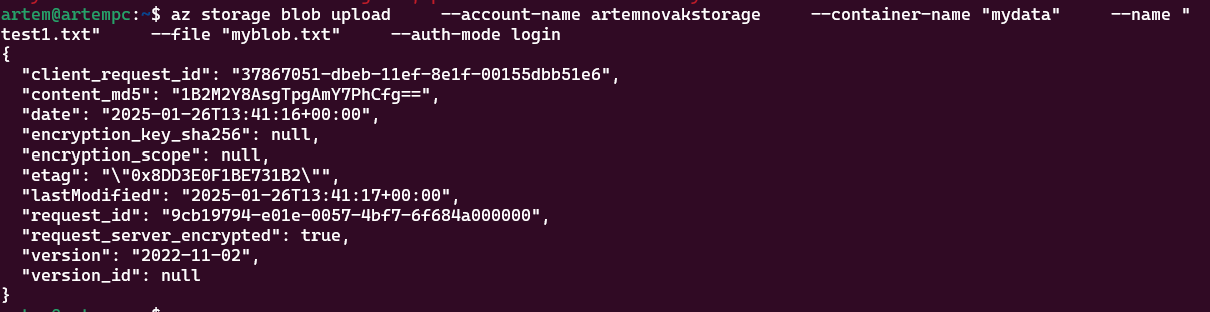 artem@artempc:~$ az storage blob upload     --account-name artemnovakstorage     --container-name "mydata"     --name "
test1.txt"     --file "myblob.txt"     --auth-mode login
{
  "client_request_id": "37867051-dbeb-11ef-8e1f-00155dbb51e6",
  "content_md5": "1B2M2Y8AsgTpgAmY7PhCfg==",
  "date": "2025-01-26T13:41:16+00:00",
  "encryption_key_sha256": null,
  "encryption_scope": null,
  "etag": "\"0x8DD3E0F1BE731B2\"",
  "lastModified": "2025-01-26T13:41:17+00:00",
  "request_id": "9cb19794-e01e-0057-4bf7-6f684a000000",
  "request_server_encrypted": true,
  "version": "2022-11-02",
  "version_id": null
}